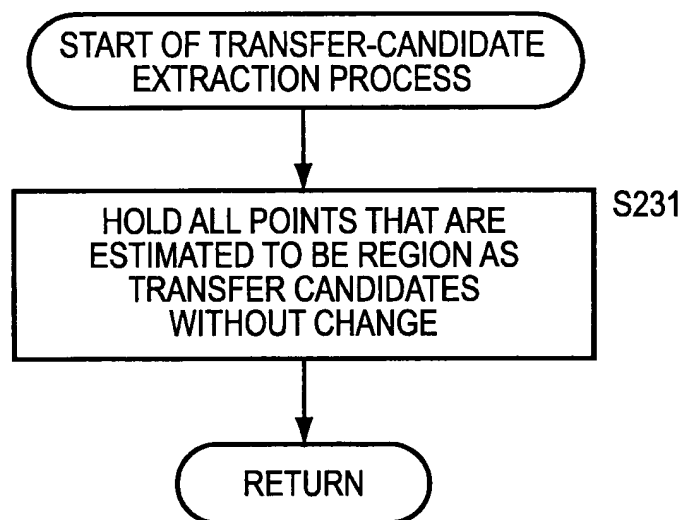 START OF TRANSFER-CANDIDATE
EXTRACTION PROCESS
S231
HOLD ALL POINTS THAT ARE
ESTIMATED TO BE REGION AS
TRANSFER CANDIDATES
WITHOUT CHANGE
RETURN